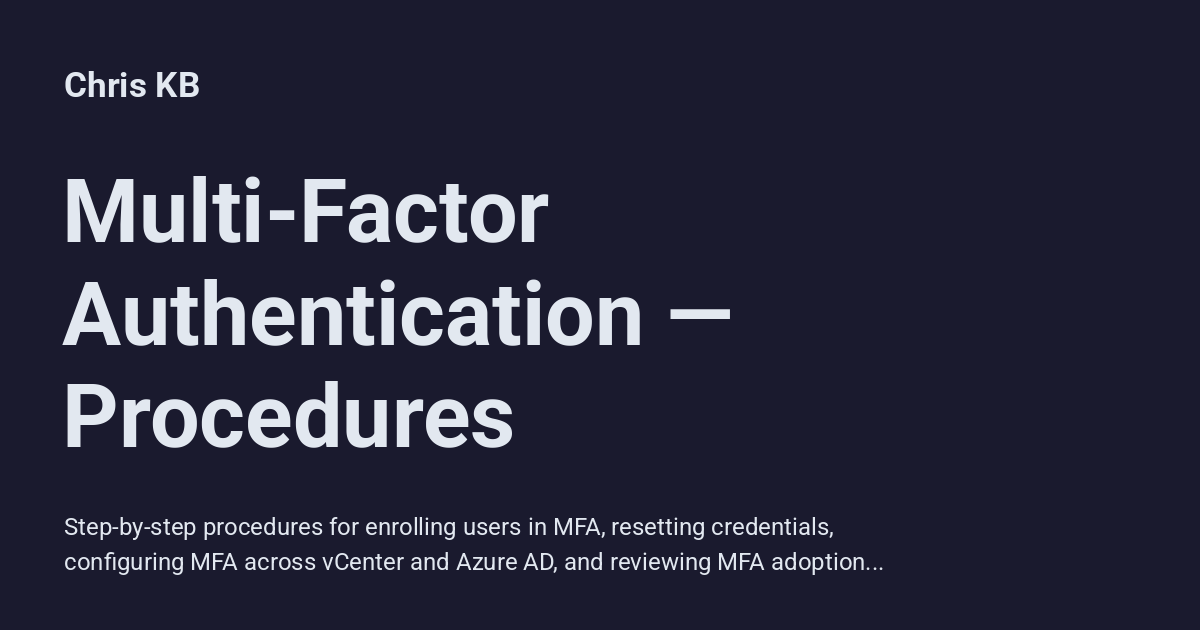 Chris KB
Multi-Factor
Authentication —
Procedures
Step-by-step procedures for enrolling users in MFA, resetting credentials,
configuring MFA across vCenter and Azure AD, and reviewing MFA adoption...